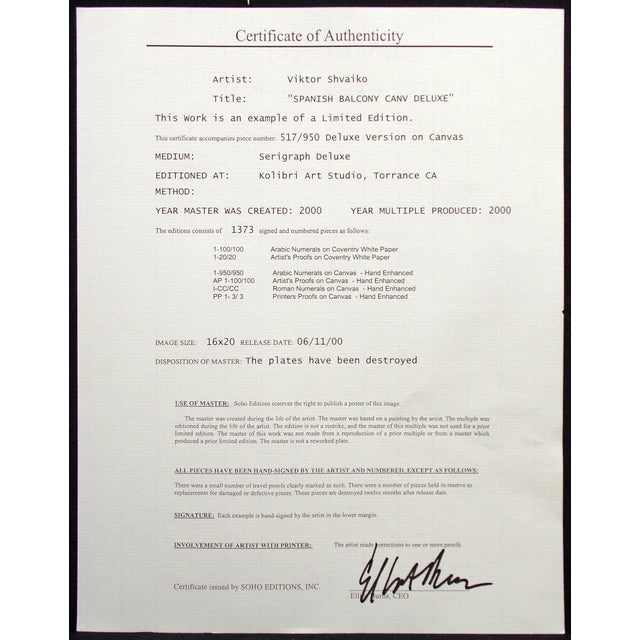 Certificate of Authenticity
Artist: Viktor Shvaiko
Title: "SPANISH BALCONY CANV DELUXE"
This Work is an example of a Limited Edition.
This certificate accompanies piece number: 517/950 Deluxe Version on Canvas
MEDIUM: Serigraph Deluxe
EDITIONED AT: Kolibri Art Studio, Torrance CA
METHOD:
YEAR MASTER WAS CREATED: 2000 YEAR MULTIPLE PRODUCED: 2000
The editions consists of 1373 signed and numbered pieces as follows:
1-100/100 Arabic Numerals on Coventry White Paper
1-20/20 Artist's Proofs on Coventry White Paper
1-950/950 Arabic Numerals on Canvas - Hand Enhanced
AP 1-100/100 Artist's Proofs on Canvas - Hand Enhanced
I-CC/CC Roman Numerals on Canvas - Hand Enhanced
PP 1- 3/ 3 Printers Proofs on Canvas - Hand Enhanced
IMAGE SIZE: 16x20 RELEASE DATE: 06/11/00
DISPOSITION OF MASTER: The plates have been destroyed
USE OF MASTER: Soho Editions reserves the right to publish a poster of this image.
The master was created during the life of the artist. The master was based on a painting by the artist. The multiple was
editioned during the life of the artist. The edition is not a restrike, and the master of this multiple was not used for a prior
limited edition. The master of this work was not made from a reproduction of a prior multiple or from a master which
produced a prior limited edition. The master is not a reworked plate.
ALL PIECES HAVE BEEN HAND-SIGNED BY THE ARTIST AND NUMBERED, EXCEPT AS FOLLOWS:
There were a small number of travel proofs clearly marked as such. There were a number of pieces held in reserve as
replacements for damaged or defective pieces. These pieces are destroyed twelve months after release date.
SIGNATURE: Each example is hand-signed by the artist in the lower margin.
INVOLVEMENT OF ARTIST WITH PRINTER: The artist made corrections to one or more proofs.
Certificate issued by SOHO EDITIONS, INC.
CEO